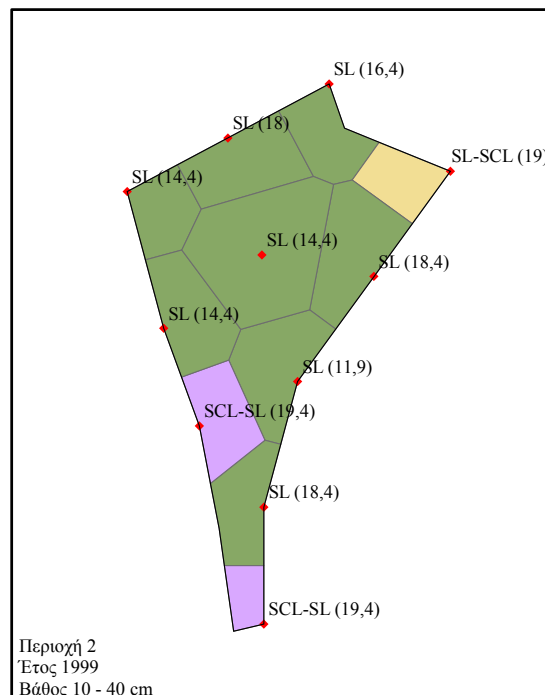 SL (16,4)
SL (18)
SL-SCL (19)
SL (14,4)
SL (14,4)
SL (18,4)
SL (14,4)
SL (11,9)
SCL-SL (19,4)
SL (18,4)
SCL-SL (19,4)
Περιοχή 2
Έτος 1999
Βάθος 10 - 40 cm